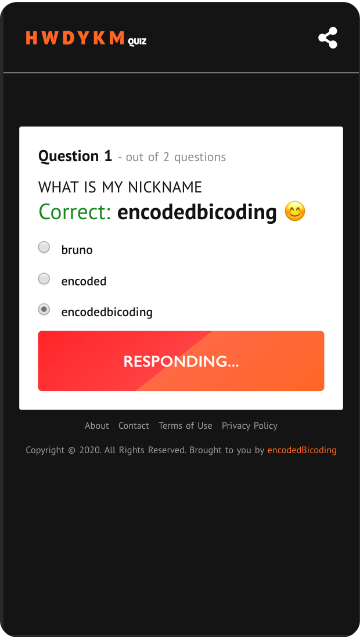 HWDYKM QUIZ
Question 1 - out of 2 questions
WHAT IS MY NICKNAME
Correct: encodedbicoding 😊
bruno
encoded
encodedbicoding
RESPONDING...
About Contact Terms of Use Privacy Policy
Copyright © 2020. All Rights Reserved. Brought to you by encodedBicoding